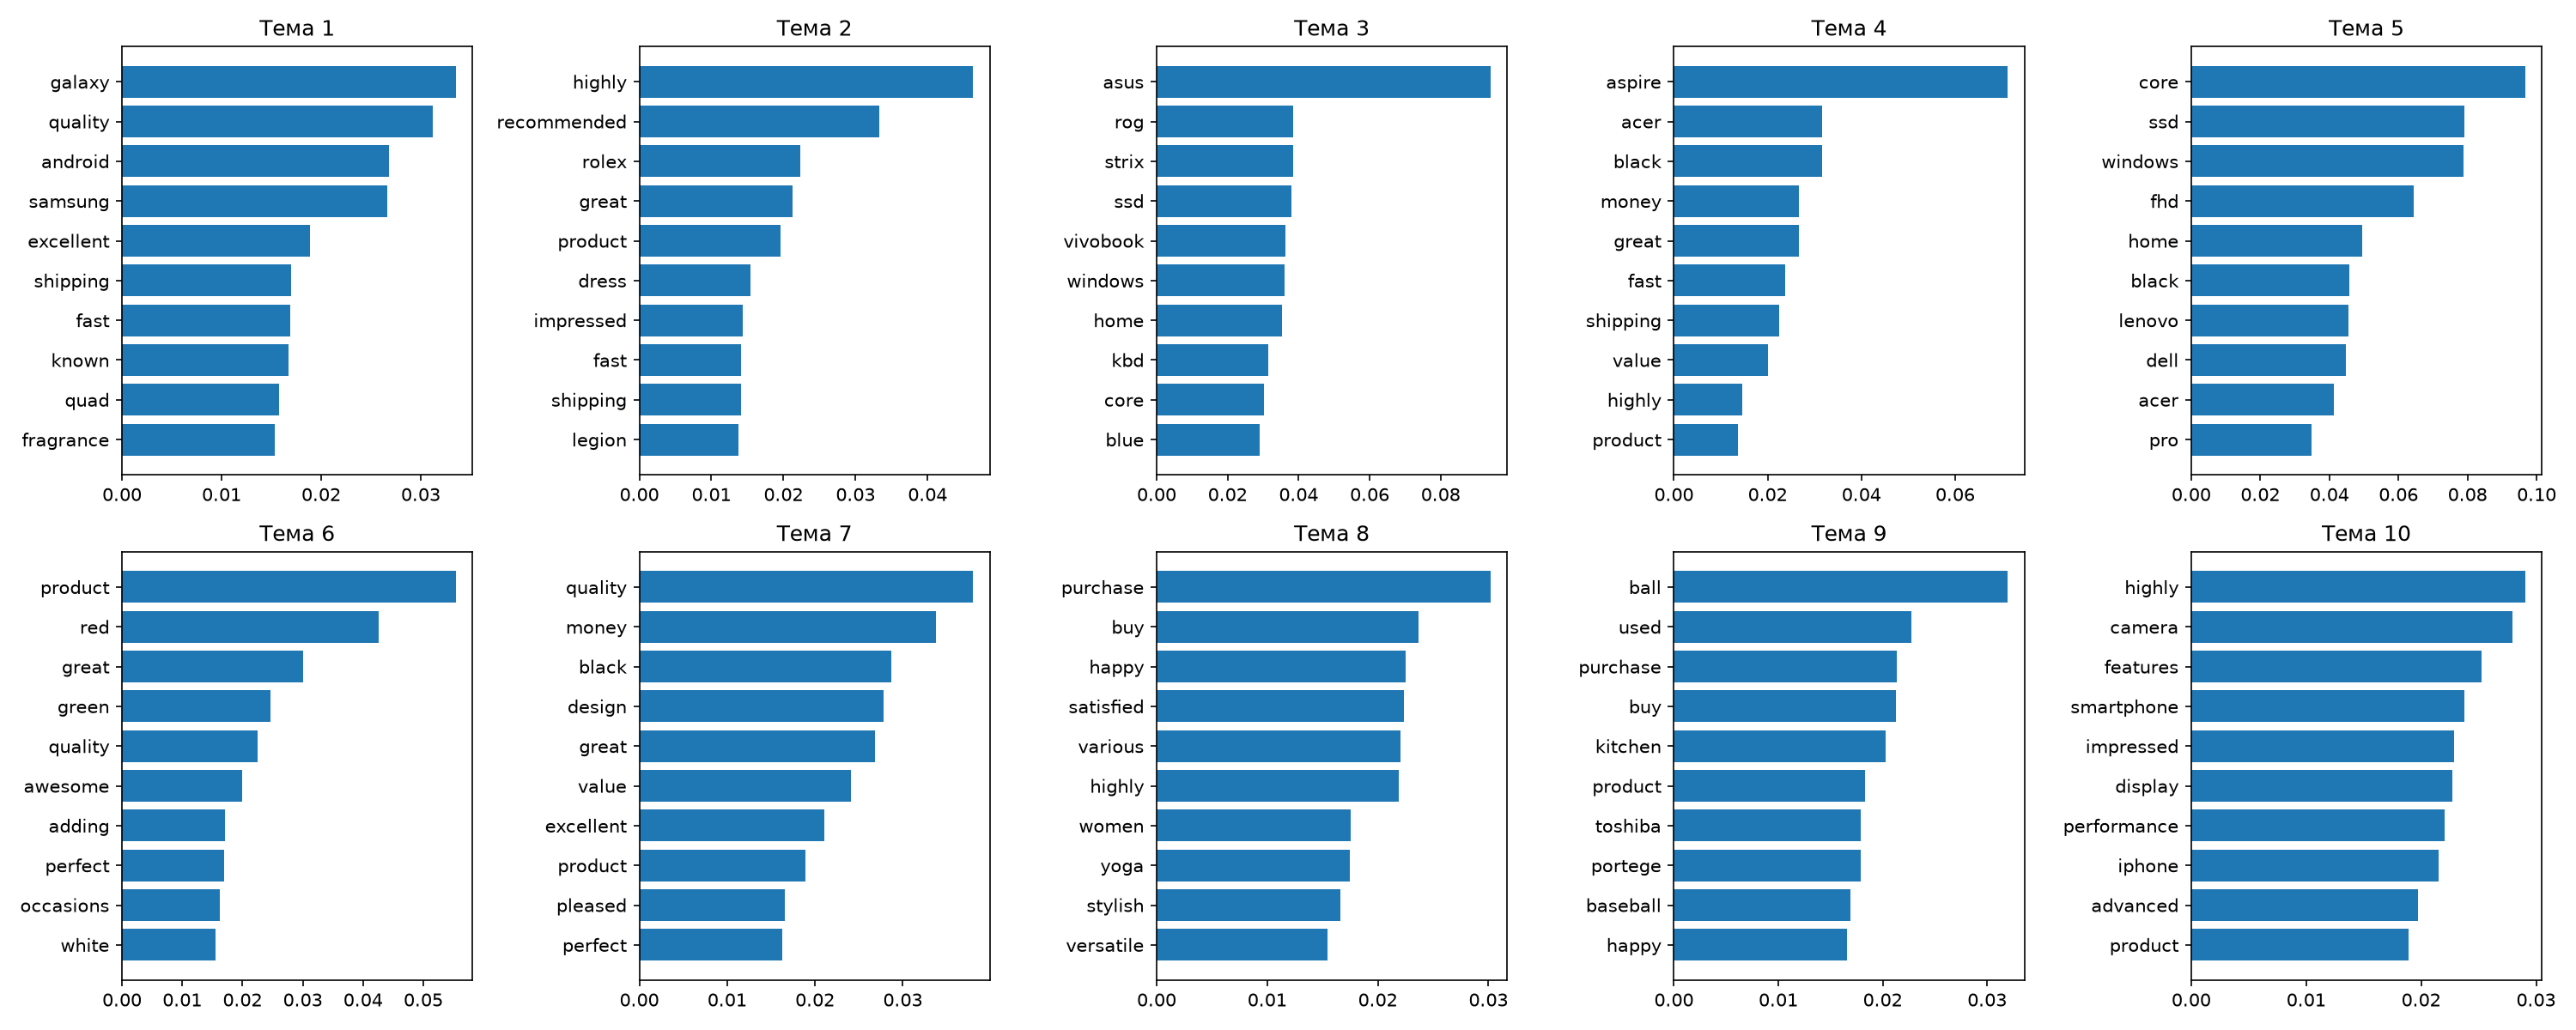 Тема 1
galaxy
quality
android
samsung
excellent
shipping
fast
known
quad
fragrance
0.00 0.01 0.02 0.03
Тема 2
highly
recommended
rolex
great
product
dress
impressed
fast
shipping
legion
0.00 0.01 0.02 0.03 0.04
Тема 3
asus
rog
strix
ssd
vivobook
windows
home
kbd
core
blue
0.00 0.02 0.04 0.06 0.08
Тема 4
aspire
acer
black
money
great
fast
shipping
value
highly
product
0.00 0.02 0.04 0.06
Тема 5
core
ssd
windows
fhd
home
black
lenovo
dell
acer
pro
0.00 0.02 0.04 0.06 0.08 0.10
Тема 6
product
red
great
green
quality
awesome
adding
perfect
occasions
white
0.00 0.01 0.02 0.03 0.04 0.05
Тема 7
quality
money
black
design
great
value
excellent
product
pleased
perfect
0.00 0.01 0.02 0.03
Тема 8
purchase
buy
happy
satisfied
various
highly
women
yoga
stylish
versatile
0.00 0.01 0.02 0.03
Тема 9
ball
used
purchase
buy
kitchen
product
toshiba
portege
baseball
happy
0.00 0.01 0.02 0.03
Тема 10
highly
camera
features
smartphone
impressed
display
performance
iphone
advanced
product
0.00 0.01 0.02 0.03